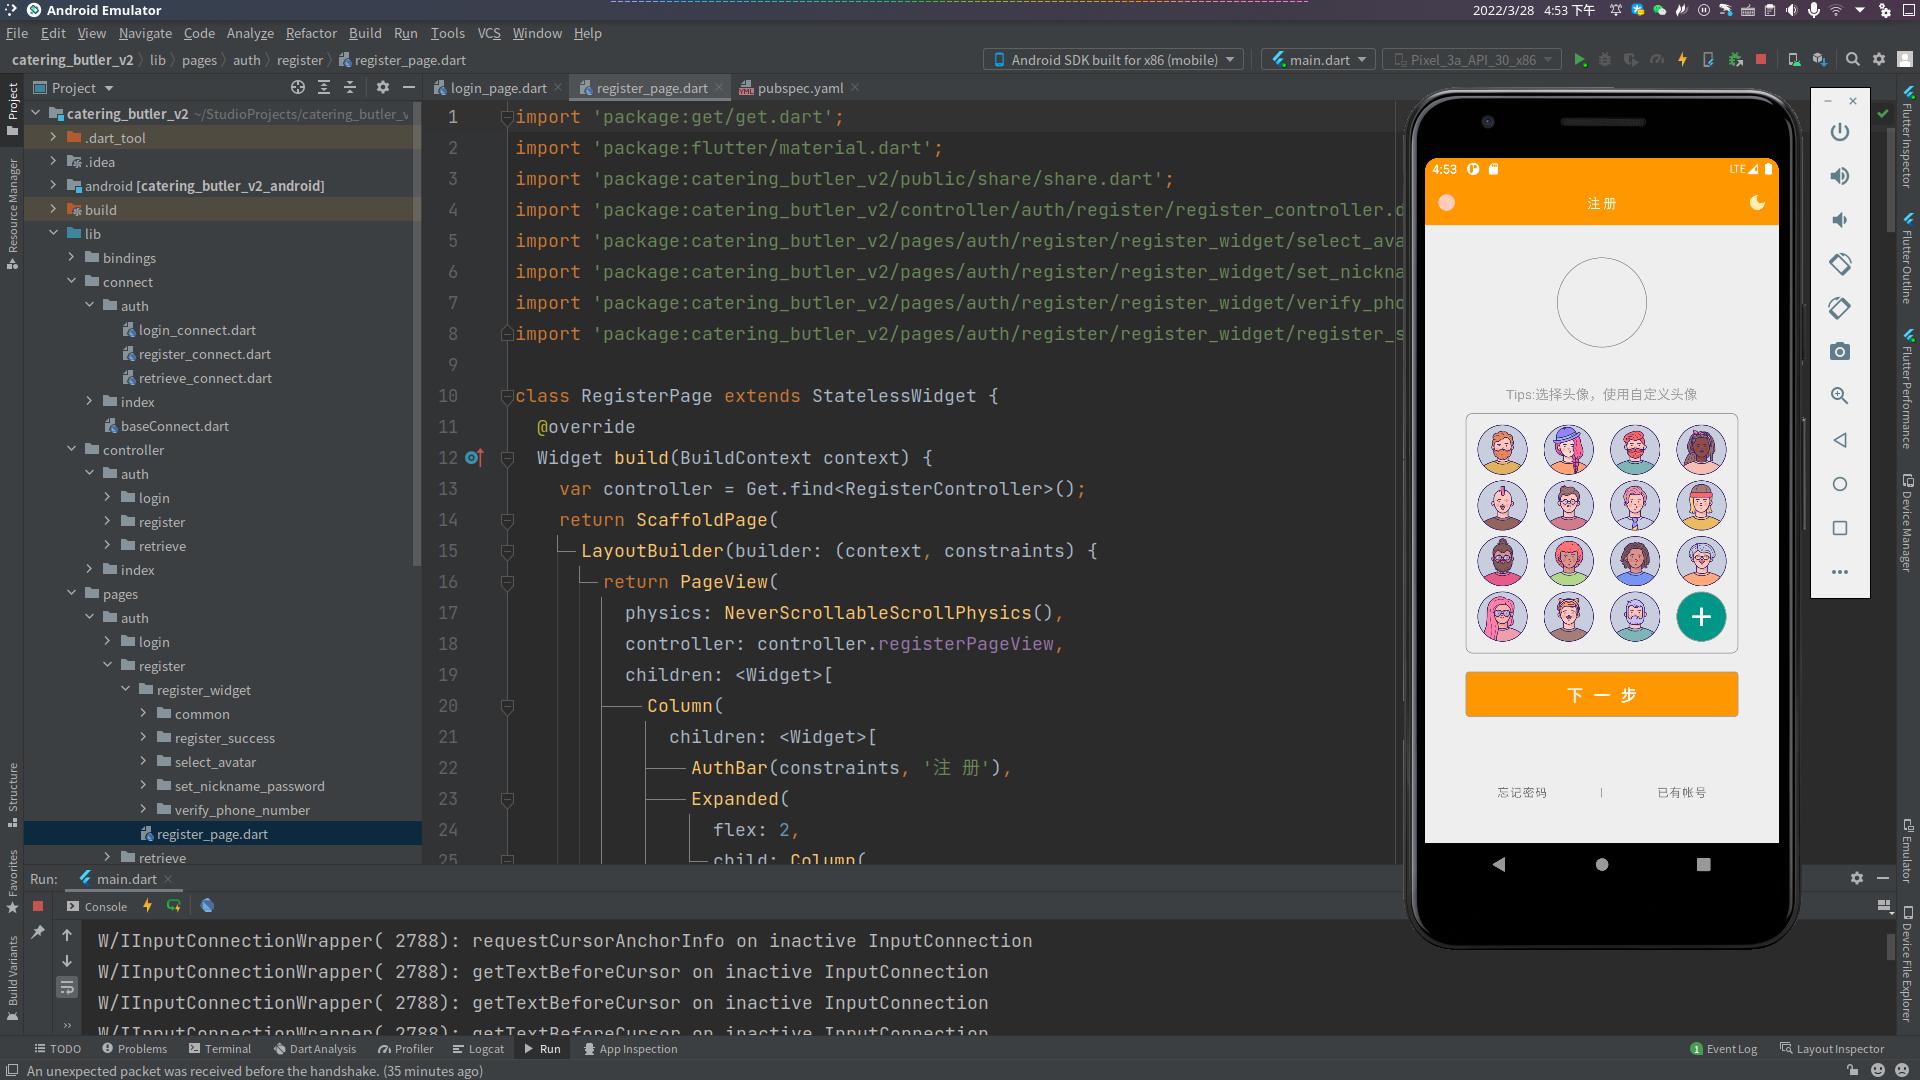 Android Emulator
2022/3/28 4:53 下午
File Edit View Navigate Code Analyze Refactor Build Run Tools VCS Window Help
catering_butler_v2 lib pages auth register register_page.dart
Android SDK built for x86 (mobile)
main.dart
Pixel_3a_API_30_x86
Project
login_page.dart
register_page.dart
pubspec.yaml
catering_butler_v2 ~/StudioProjects/catering_butler_v
.dart_tool
.idea
android [catering_butler_v2_android]
build
lib
bindings
connect
auth
login_connect.dart
register_connect.dart
retrieve_connect.dart
index
baseConnect.dart
controller
auth
login
register
retrieve
index
pages
auth
login
register
register_widget
common
register_success
select_avatar
set_nickname_password
verify_phone_number
register_page.dart
retrieve
Project
Resource Manager
Structure
Favorites
Build Variants
1 import 'package:get/get.dart';
2 import 'package:flutter/material.dart';
3 import 'package:catering_butler_v2/public/share/share.dart';
4 import 'package:catering_butler_v2/controller/auth/register/register_controller.d
5 import 'package:catering_butler_v2/pages/auth/register/register_widget/select_ava
6 import 'package:catering_butler_v2/pages/auth/register/register_widget/set_nickna
7 import 'package:catering_butler_v2/pages/auth/register/register_widget/verify_pho
8 import 'package:catering_butler_v2/pages/auth/register/register_widget/register_s
9
10 class RegisterPage extends StatelessWidget {
11 @override
12 Widget build(BuildContext context) {
13 var controller = Get.find<RegisterController>();
14 return ScaffoldPage(
15 LayoutBuilder(builder: (context, constraints) {
16 return PageView(
17 physics: NeverScrollableScrollPhysics(),
18 controller: controller.registerPageView,
19 children: <Widget>[
20 Column(
21 children: <Widget>[
22 AuthBar(constraints, '注 册'),
23 Expanded(
24 flex: 2,
25 child: Column(
4:53
LTE
注 册
Tips:选择头像，使用自定义头像
下 一 步
忘记密码 | 已有帐号
Flutter Inspector
Flutter Outline
Flutter Performance
Device Manager
Emulator
Device File Explorer
Run: main.dart
Console
W/IInputConnectionWrapper( 2788): requestCursorAnchorInfo on inactive InputConnection
W/IInputConnectionWrapper( 2788): getTextBeforeCursor on inactive InputConnection
W/IInputConnectionWrapper( 2788): getTextBeforeCursor on inactive InputConnection
W/IInputConnectionWrapper( 2788): getTextBeforeCursor on inactive InputConnection
TODO Problems Terminal Dart Analysis Profiler Logcat Run App Inspection
1 Event Log Layout Inspector
An unexpected packet was received before the handshake. (35 minutes ago)